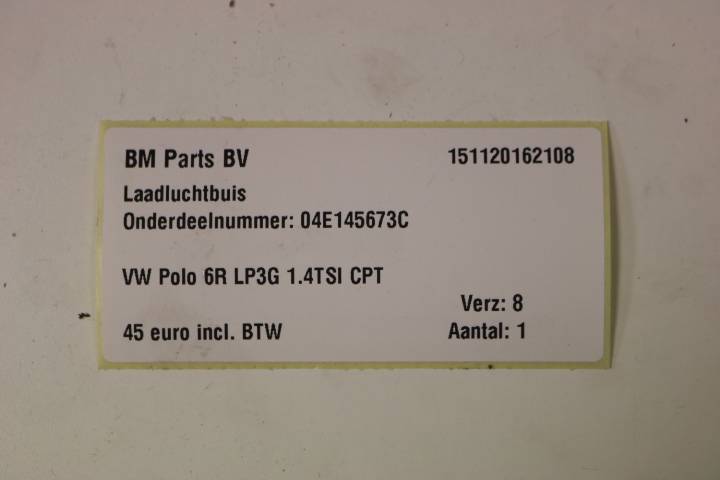 BM Parts BV 151120162108
Laadluchtbuis
Onderdeelnummer: 04E145673C
VW Polo 6R LP3G 1.4TSI CPT
Verz: 8
45 euro incl. BTW Aantal: 1